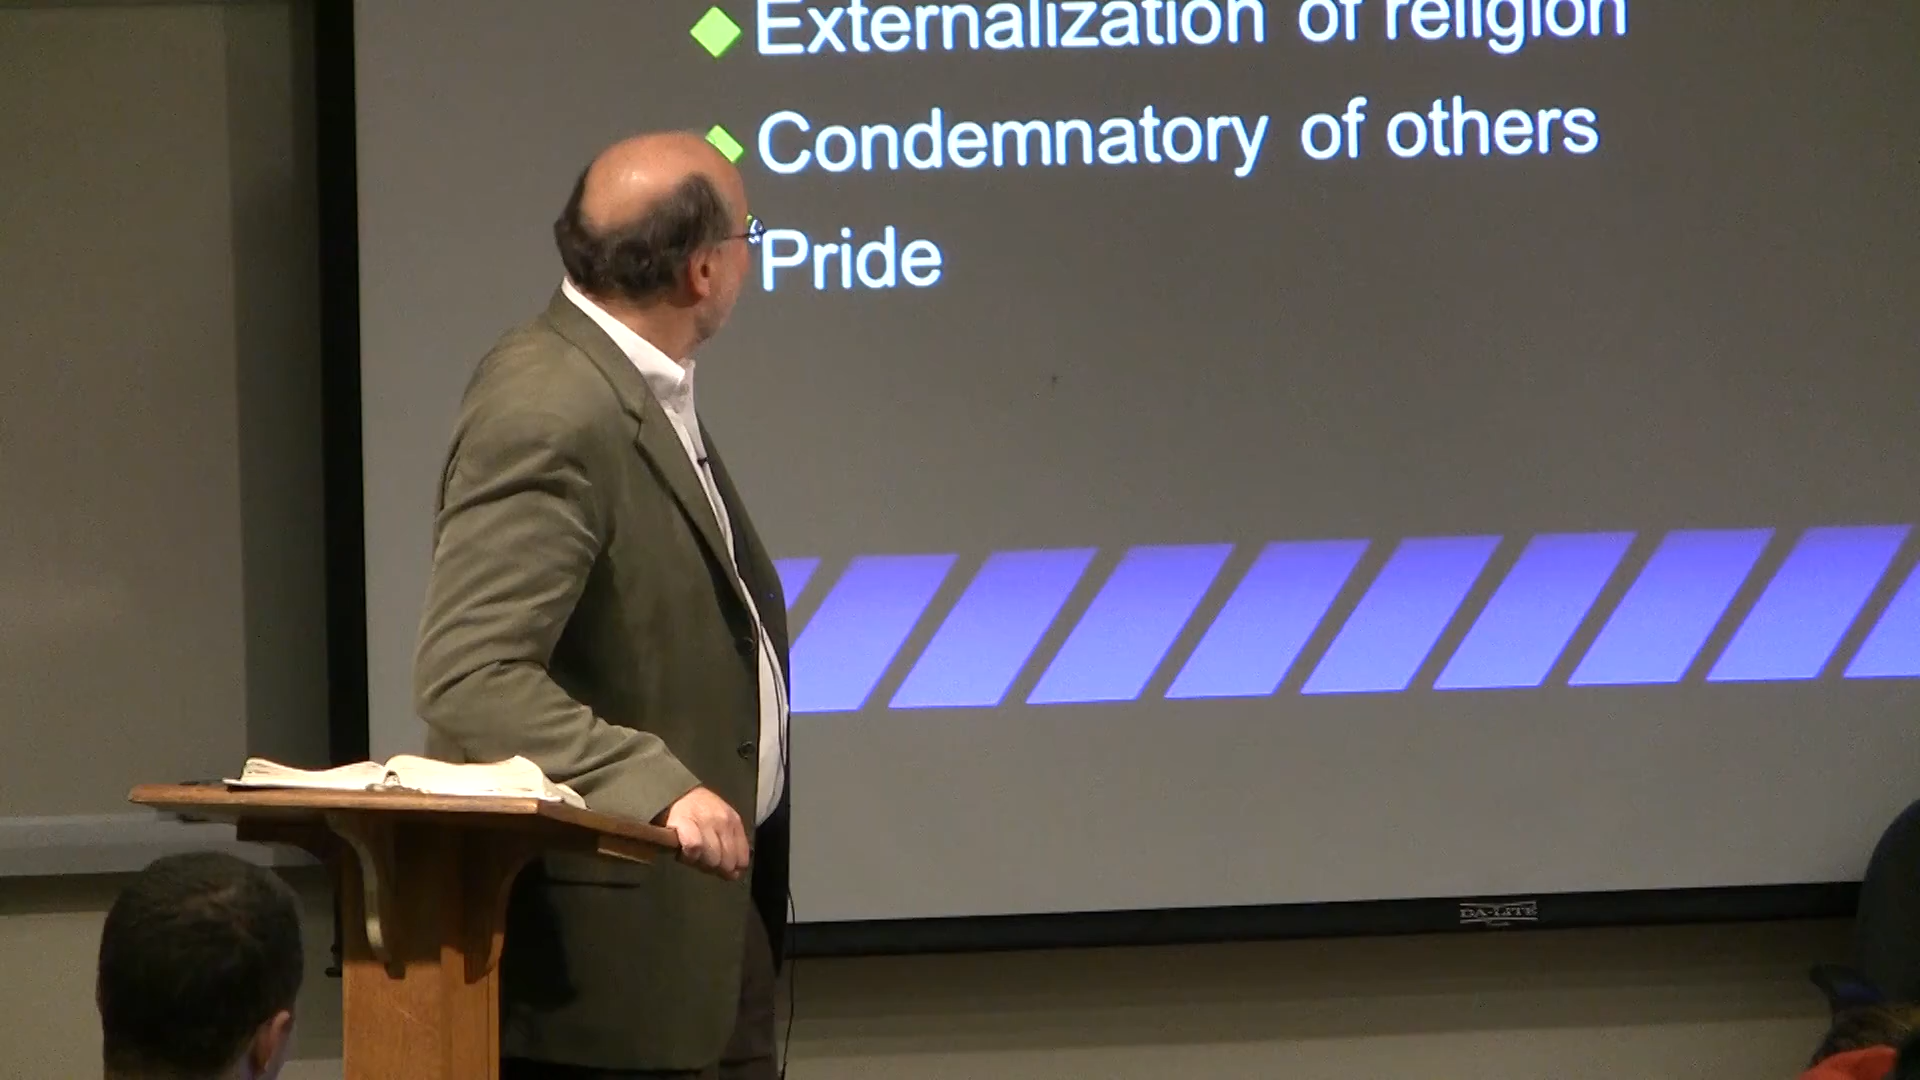 Externalization of religion
Condemnatory of others
Pride
DA-LITE